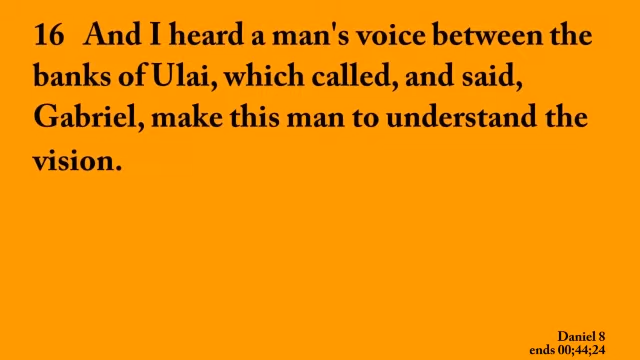 16 And I heard a man's voice between the
banks of Ulai, which called, and said,
Gabriel, make this man to understand the
vision.
Daniel 8
ends 00;44;24